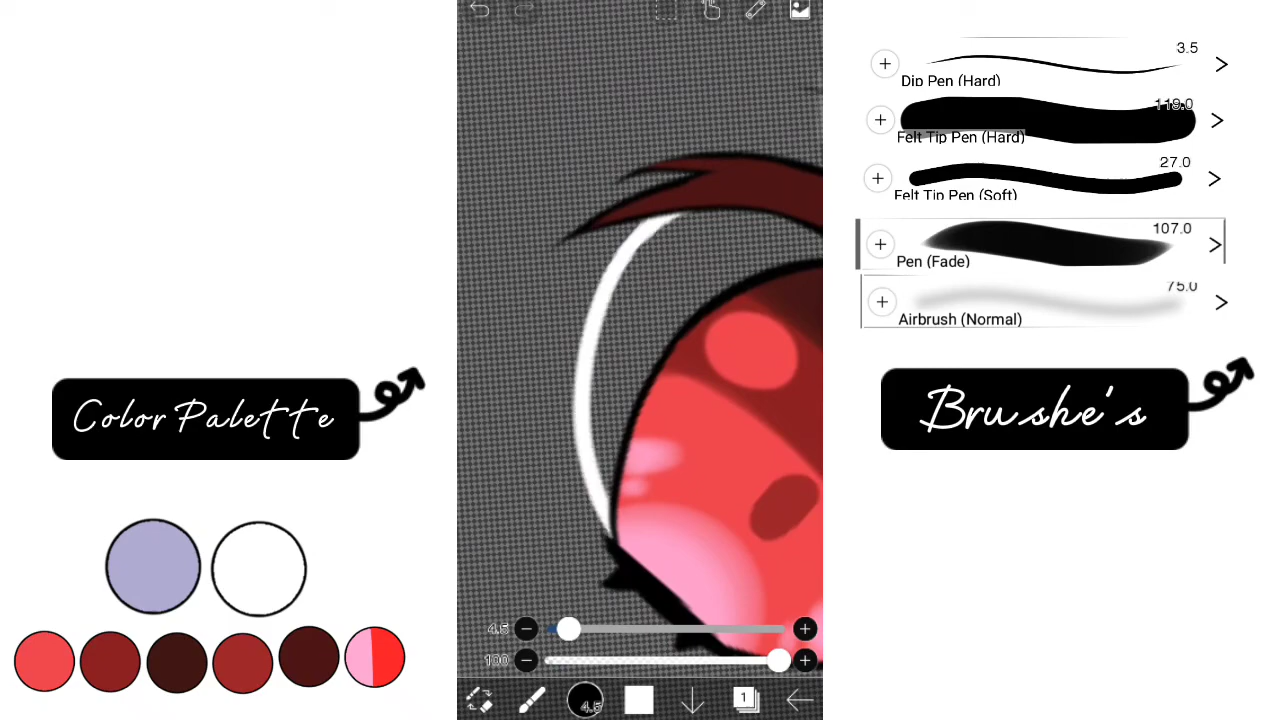 Color Palette
4.5
100
4.5
1
3.5
Dip Pen (Hard)
119.0
Felt Tip Pen (Hard)
27.0
Felt Tip Pen (Soft)
107.0
Pen (Fade)
75.0
Airbrush (Normal)
Brushe's